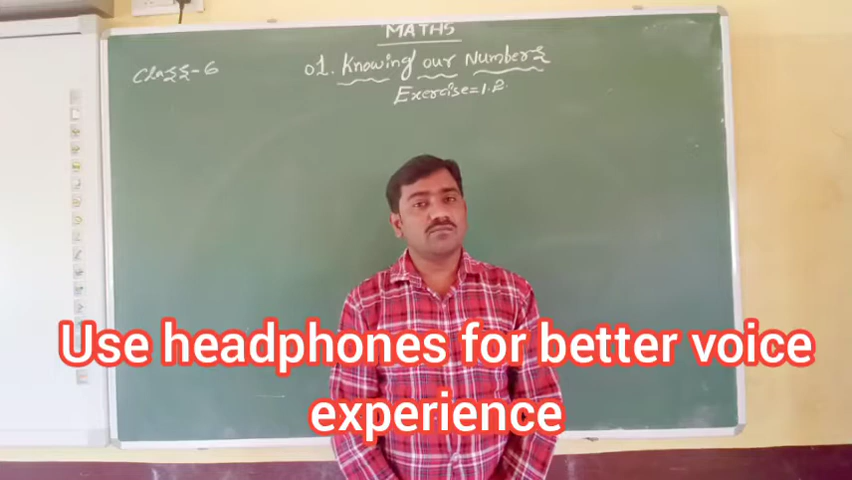 MATHS
Class-6
01. Knowing our Numbers
Exercise=1.2.
Use headphones for better voice
experience